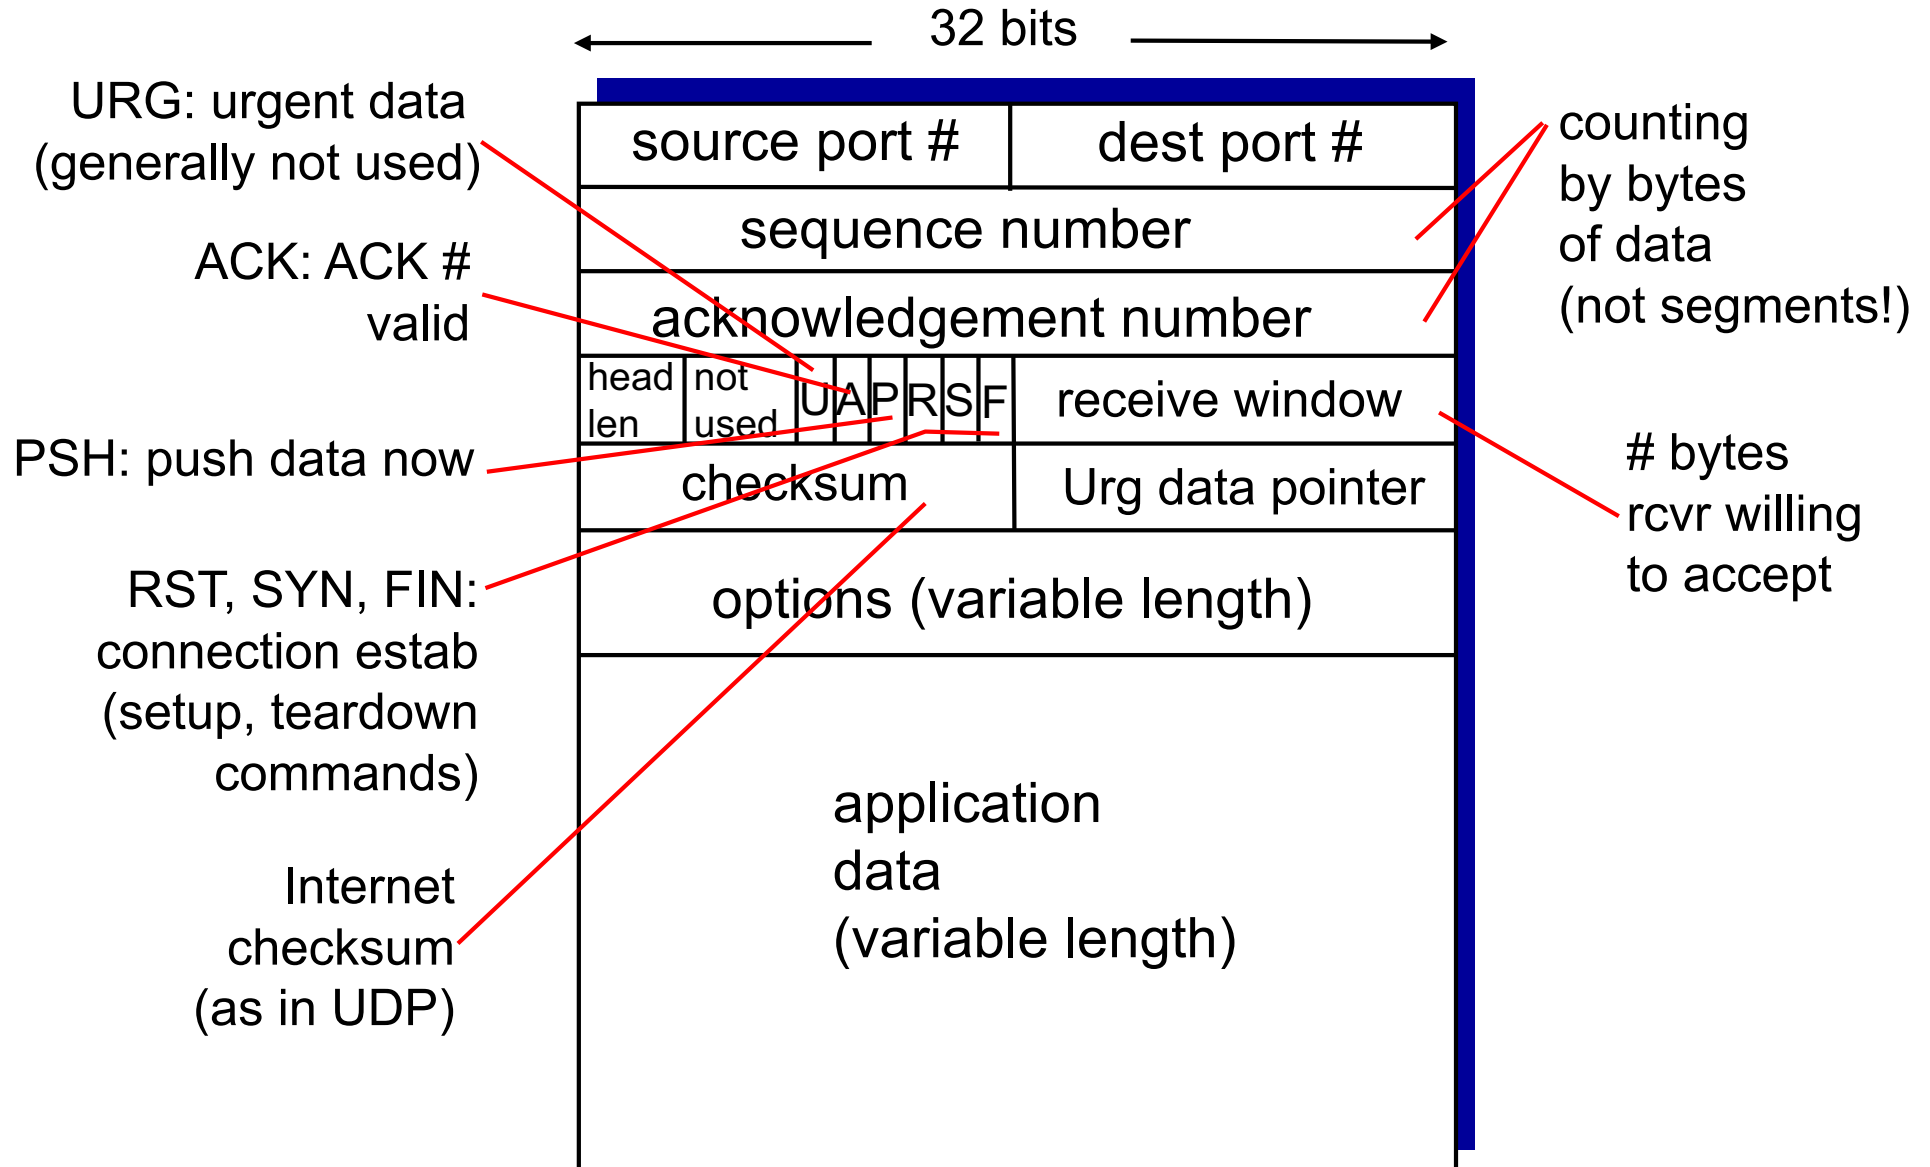 32 bits
URG: urgent data
(generally not used)
ACK: ACK #
valid
PSH: push data now
RST, SYN, FIN:
connection estab
(setup, teardown
commands)
Internet
checksum
(as in UDP)
source port #
dest port #
sequence number
acknowledgement number
head
len
not
used
U
A
P
R
S
F
receive window
checksum
Urg data pointer
options (variable length)
application
data
(variable length)
counting
by bytes
of data
(not segments!)
# bytes
rcvr willing
to accept